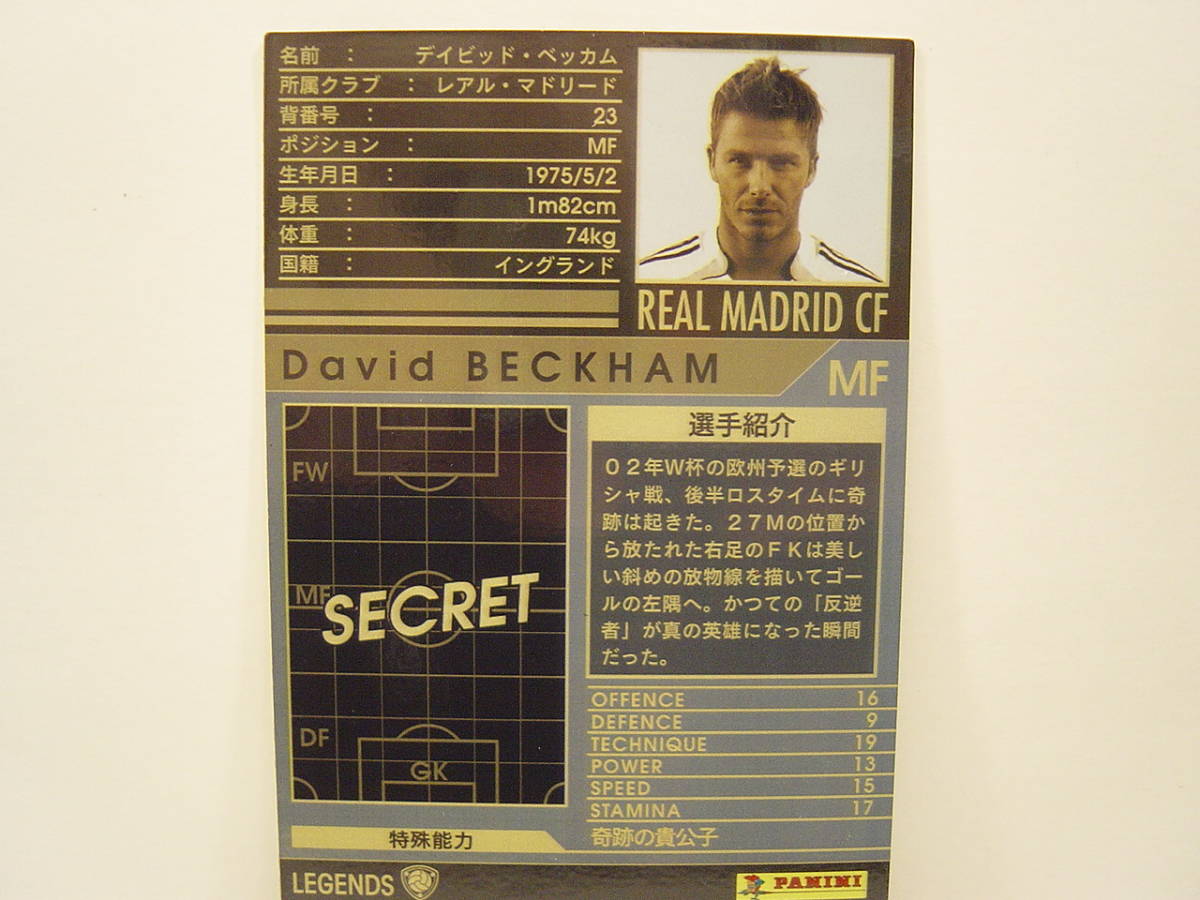 名前 : デイビッド・ベッカム
所属クラブ : レアル・マドリード
背番号 : 23
ポジション : MF
生年月日 : 1975/5/2
身長 : 1m82cm
体重 : 74kg
国籍 : イングランド
REAL MADRID CF
David BECKHAM
MF
FW
MF
SECRET
DF
GK
選手紹介
０２年Ｗ杯の欧州予選のギリ
シャ戦、後半ロスタイムに奇
跡は起きた。２７Ｍの位置か
ら放たれた右足のＦＫは美し
い斜めの放物線を描いてゴー
ルの左隅へ。かつての「反逆
者」が真の英雄になった瞬間
だった。
OFFENCE 16
DEFENCE 9
TECHNIQUE 19
POWER 13
SPEED 15
STAMINA 17
特殊能力 奇跡の貴公子
LEGENDS
PANINI